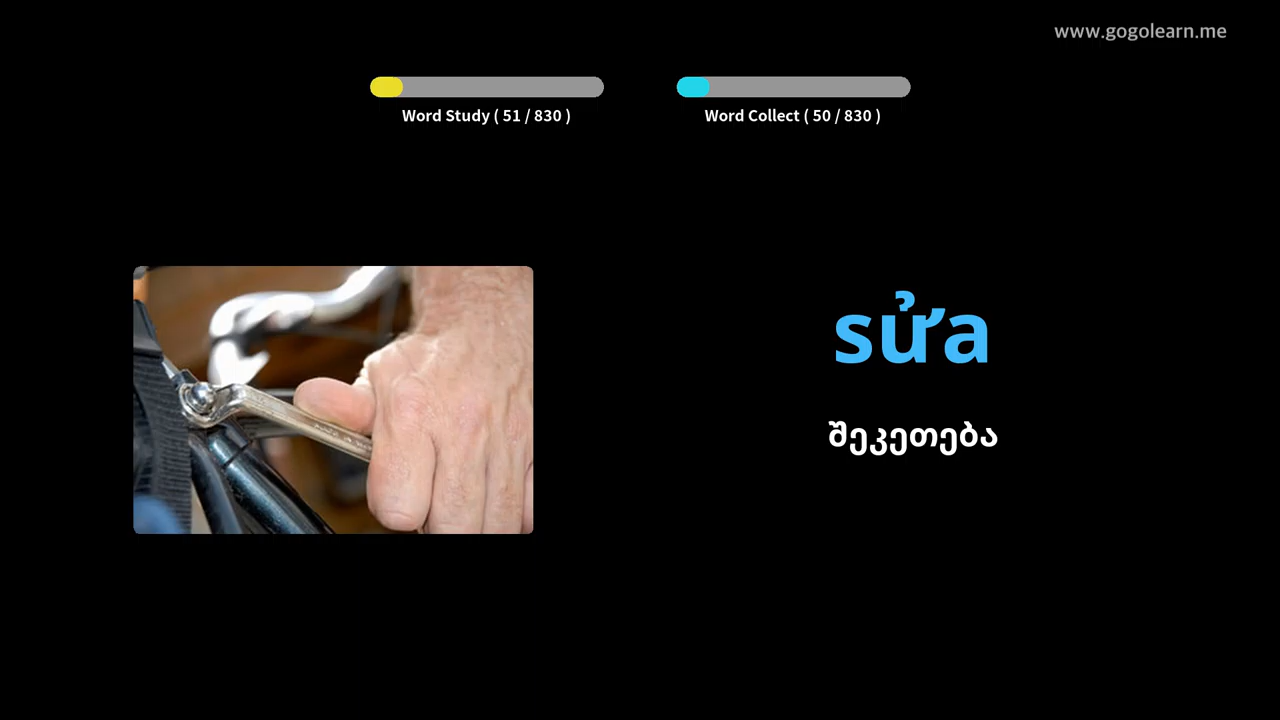 www.gogolearn.me
Word Study ( 51 / 830 )
Word Collect ( 50 / 830 )
sửa
შეკეთება